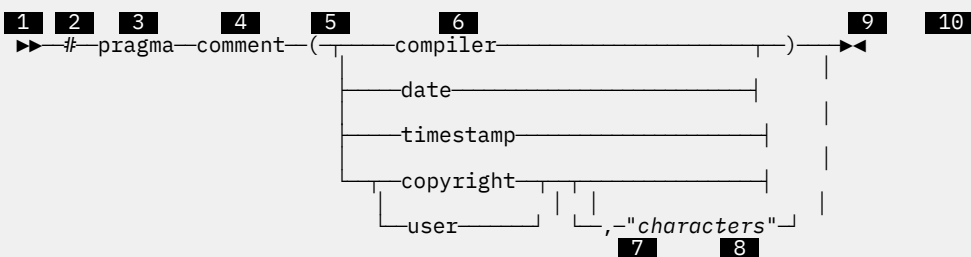 1 2 3 4 5 6 9 10
# pragma comment ( compiler )
date
timestamp
copyright
user , "characters"
7 8